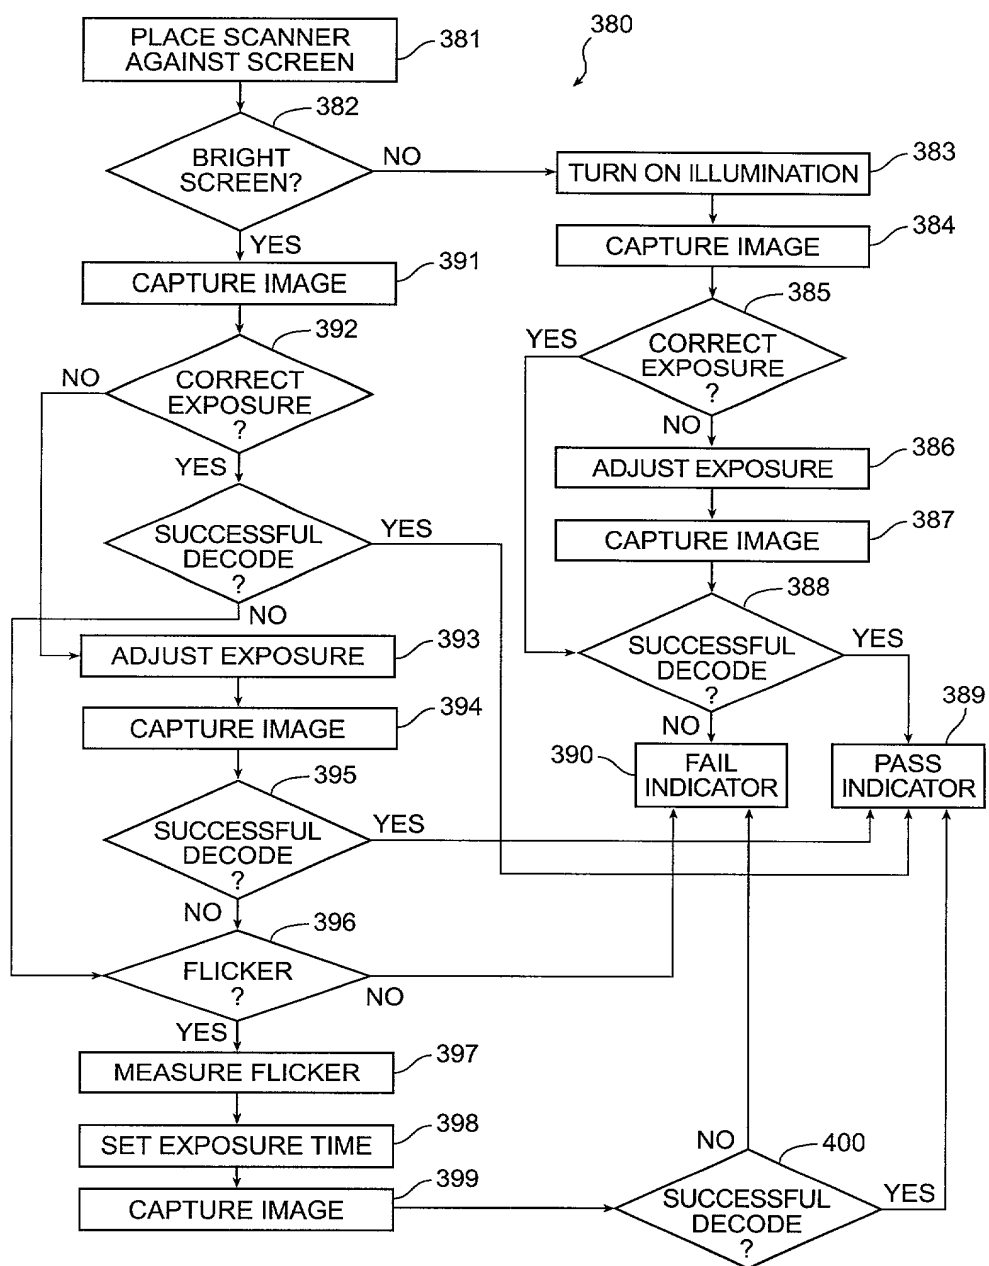 380
PLACE SCANNER
AGAINST SCREEN
381
382
BRIGHT
SCREEN?
NO
YES
TURN ON ILLUMINATION
383
CAPTURE IMAGE
384
385
CORRECT
EXPOSURE
?
YES
NO
ADJUST EXPOSURE
386
CAPTURE IMAGE
387
388
SUCCESSFUL
DECODE
?
YES
NO
389
390
FAIL
INDICATOR
PASS
INDICATOR
CAPTURE IMAGE
391
392
CORRECT
EXPOSURE
?
NO
YES
SUCCESSFUL
DECODE
?
YES
NO
ADJUST EXPOSURE
393
CAPTURE IMAGE
394
395
SUCCESSFUL
DECODE
?
YES
NO
396
FLICKER
?
NO
YES
MEASURE FLICKER
397
SET EXPOSURE TIME
398
CAPTURE IMAGE
399
400
SUCCESSFUL
DECODE
?
NO
YES